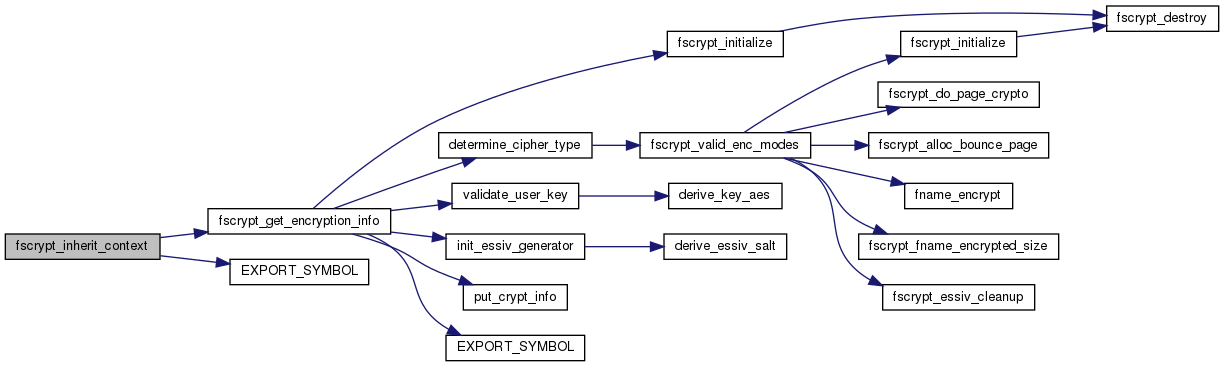 fscrypt_inherit_context
fscrypt_get_encryption_info
EXPORT_SYMBOL
fscrypt_initialize
determine_cipher_type
validate_user_key
init_essiv_generator
put_crypt_info
EXPORT_SYMBOL
fscrypt_valid_enc_modes
derive_key_aes
derive_essiv_salt
fscrypt_initialize
fscrypt_do_page_crypto
fscrypt_alloc_bounce_page
fname_encrypt
fscrypt_fname_encrypted_size
fscrypt_essiv_cleanup
fscrypt_destroy